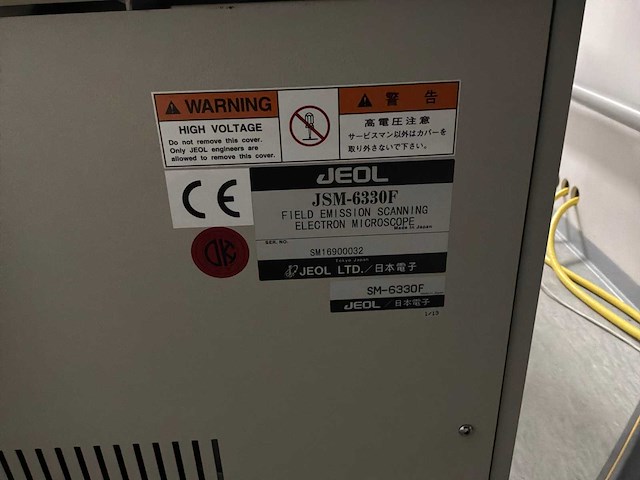 WARNING
HIGH VOLTAGE
Do not remove this cover.
Only JEOL engineers are
allowed to remove this cover.
警告
高電圧注意
サービスマン以外はカバーを
取り外さないで下さい。
CE
JEOL
JSM-6330F
FIELD EMISSION SCANNING
ELECTRON MICROSCOPE
Made in Japan
SER. NO.
SM16900032
Tokyo Japan
JEOL LTD./日本電子
SM-6330F
JEOL / 日本電子
1/13